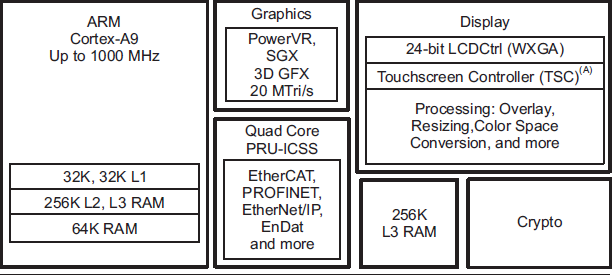 ARM
Cortex-A9
Up to 1000 MHz
32K, 32K L1
256K L2, L3 RAM
64K RAM
Graphics
PowerVR,
SGX
3D GFX
20 MTri/s
Quad Core
PRU-ICSS
EtherCAT,
PROFINET,
EtherNet/IP,
EnDat
and more
Display
24-bit LCDCtrl (WXGA)
Touchscreen Controller (TSC)(A)
Processing: Overlay,
Resizing,Color Space
Conversion, and more
256K
L3 RAM
Crypto